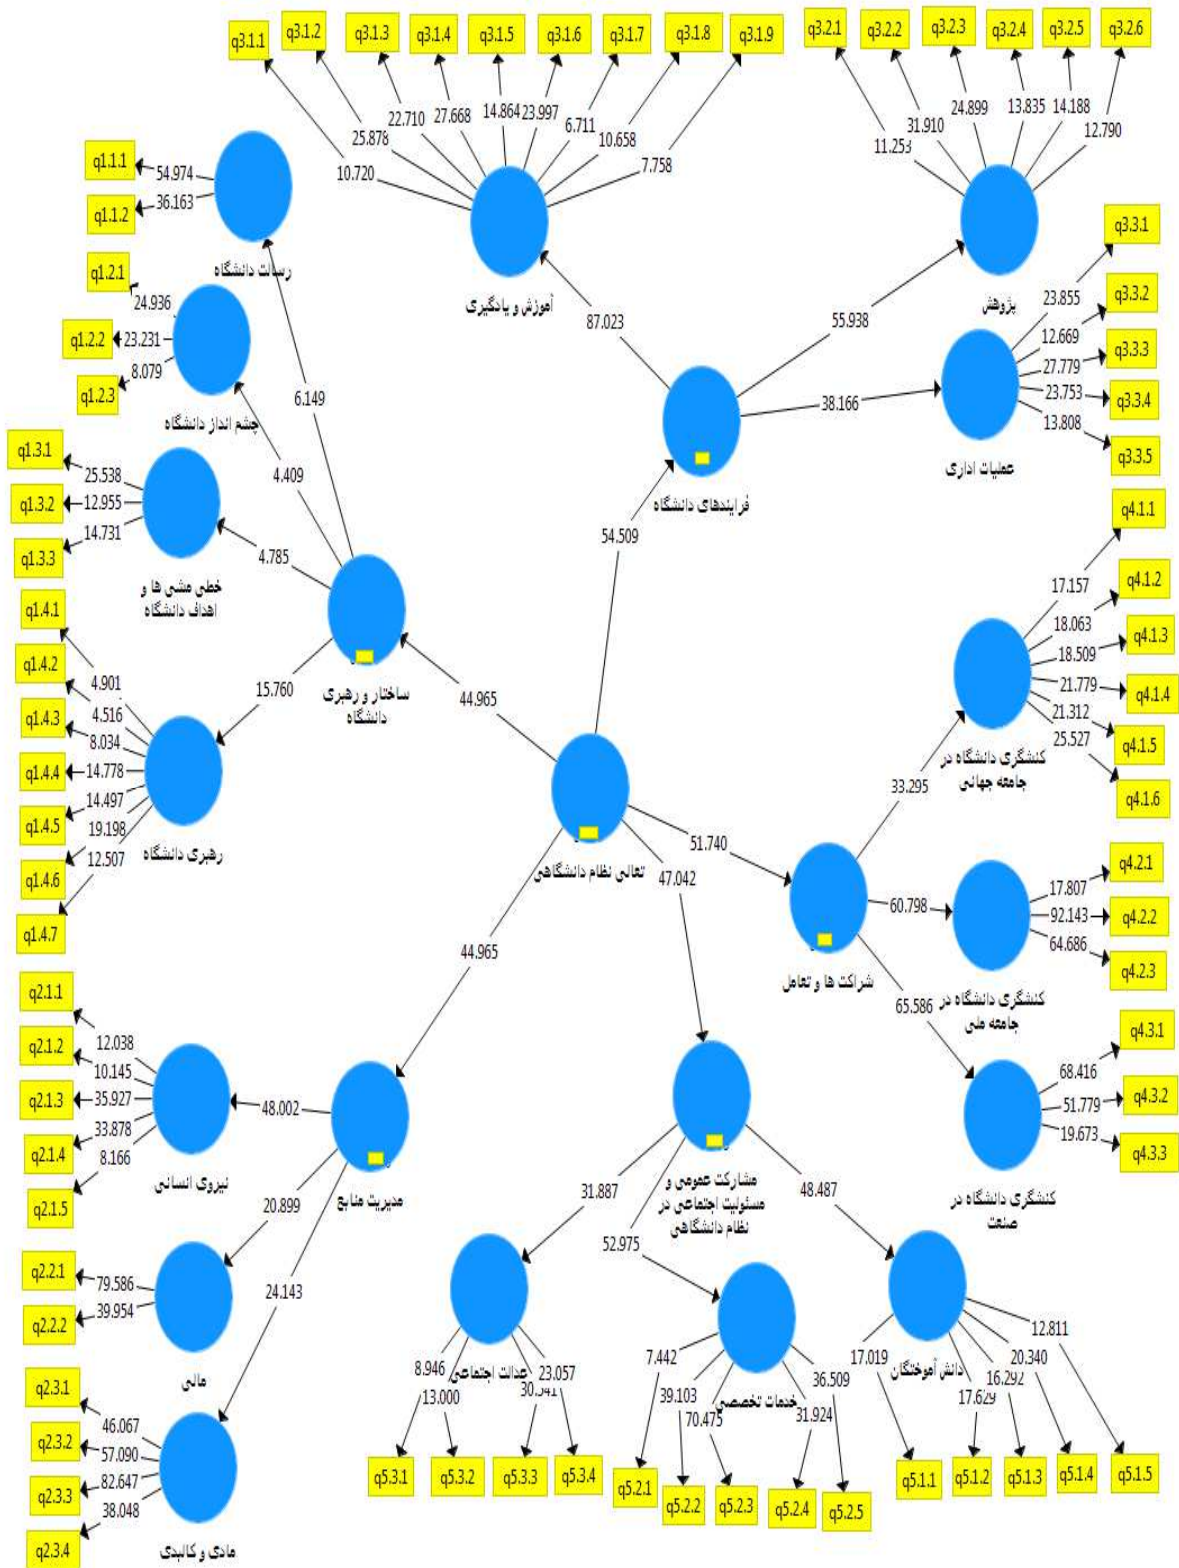 q3.1.1
q3.1.2
q3.1.3
q3.1.4
q3.1.5
q3.1.6
q3.1.7
q3.1.8
q3.1.9
10.720
25.878
22.710
27.668
14.864
23.997
6.711
10.658
7.758
آموزش و یادگیری
q3.2.1
q3.2.2
q3.2.3
q3.2.4
q3.2.5
q3.2.6
11.253
31.910
24.899
13.835
14.188
12.790
پژوهش
q1.1.1
q1.1.2
54.974
36.163
رسالت دانشگاه
q1.2.1
q1.2.2
q1.2.3
24.936
23.231
8.079
چشم انداز دانشگاه
q3.3.1
q3.3.2
q3.3.3
q3.3.4
q3.3.5
23.855
12.669
27.779
23.753
13.808
عملیات اداری
87.023
55.938
38.166
فرایندهای دانشگاه
q1.3.1
q1.3.2
q1.3.3
25.538
12.955
14.731
خطی مشی ها و
اهداف دانشگاه
6.149
4.409
4.785
15.760
ساختار و رهبری
دانشگاه
q1.4.1
q1.4.2
q1.4.3
q1.4.4
q1.4.5
q1.4.6
q1.4.7
4.901
4.516
8.034
14.778
14.497
19.198
12.507
رهبری دانشگاه
54.509
44.965
51.740
47.042
44.965
تعالی نظام دانشگاهی
q4.1.1
q4.1.2
q4.1.3
q4.1.4
q4.1.5
q4.1.6
17.157
18.063
18.509
21.779
21.312
25.527
کنشگری دانشگاه در
جامعه جهانی
33.295
60.798
65.586
شراکت ها و تعامل
q4.2.1
q4.2.2
q4.2.3
17.807
92.143
64.686
کنشگری دانشگاه در
جامعه ملی
q4.3.1
q4.3.2
q4.3.3
68.416
51.779
19.673
کنشگری دانشگاه در
صنعت
q2.1.1
q2.1.2
q2.1.3
q2.1.4
q2.1.5
12.038
10.145
35.927
33.878
8.166
نیروی انسانی
48.002
20.899
24.143
مدیریت منابع
q2.2.1
q2.2.2
79.586
39.954
مالی
q2.3.1
q2.3.2
q2.3.3
q2.3.4
46.067
57.090
82.647
38.048
مادی و کالبدی
مشارکت عمومی و
مسئولیت اجتماعی در
نظام دانشگاهی
31.887
52.975
48.487
عدالت اجتماعی
8.946
13.000
30.341
23.057
q5.3.1
q5.3.2
q5.3.3
q5.3.4
خدمات تخصصی
7.442
39.103
70.475
31.924
36.509
q5.2.1
q5.2.2
q5.2.3
q5.2.4
q5.2.5
دانش آموختگان
17.019
17.629
16.292
20.340
12.811
q5.1.1
q5.1.2
q5.1.3
q5.1.4
q5.1.5